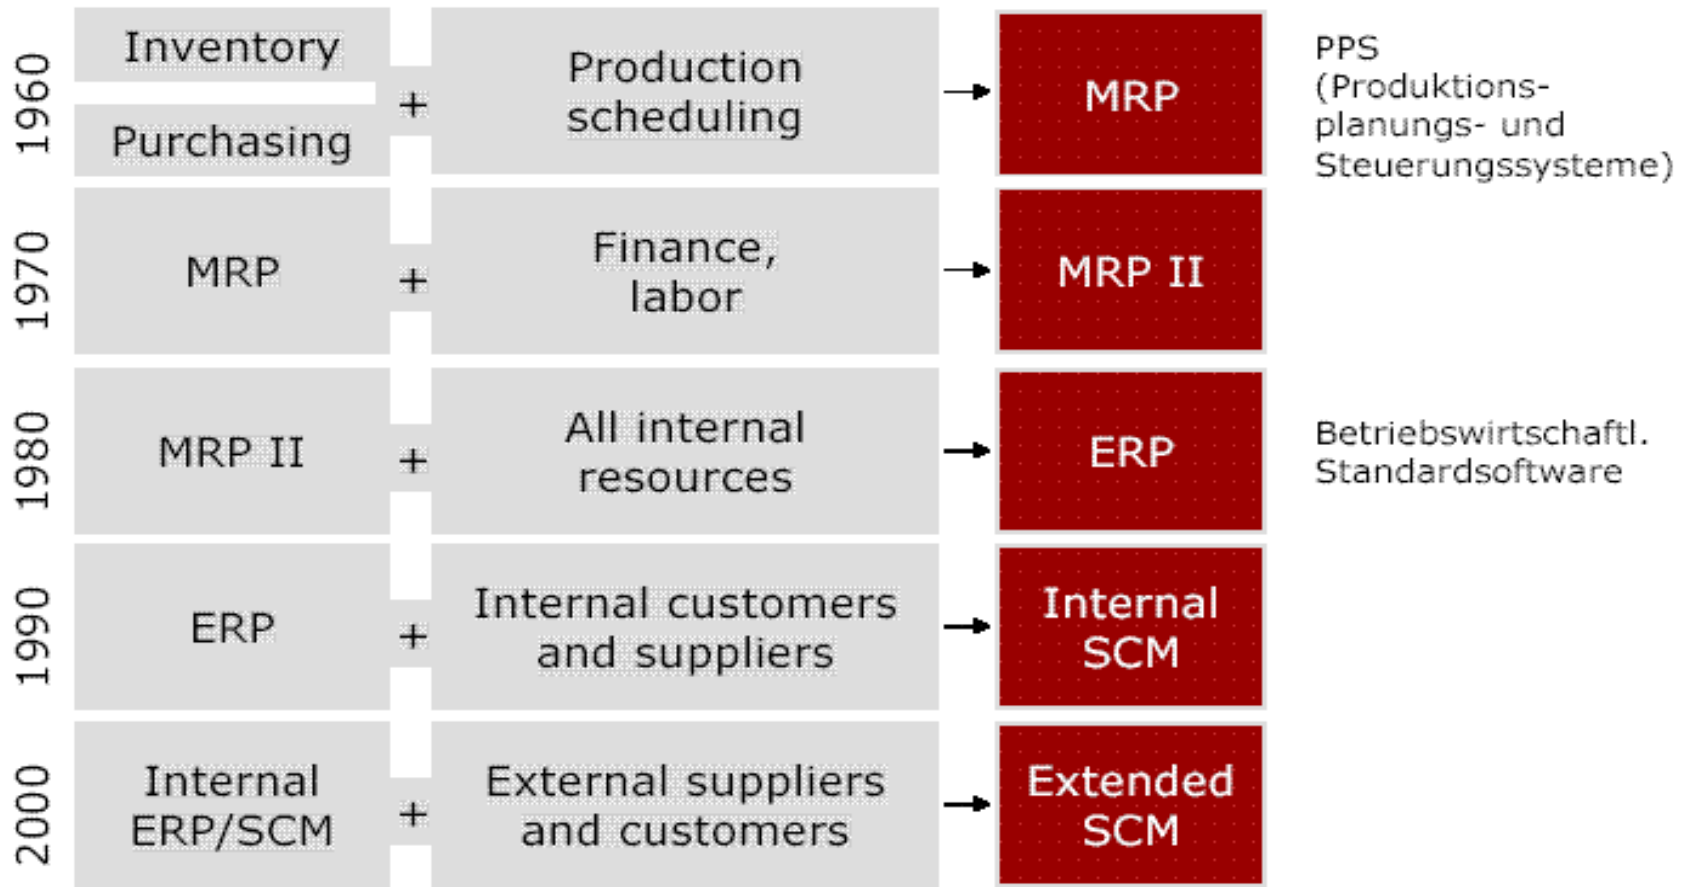 1960
Inventory
Purchasing
+
Production
scheduling
MRP
PPS
(Produktions-
planungs- und
Steuerungssysteme)
1970
MRP
+
Finance,
labor
MRP II
1980
MRP II
+
All internal
resources
ERP
Betriebswirtschaftl.
Standardsoftware
1990
ERP
+
Internal customers
and suppliers
Internal
SCM
2000
Internal
ERP/SCM
+
External suppliers
and customers
Extended
SCM